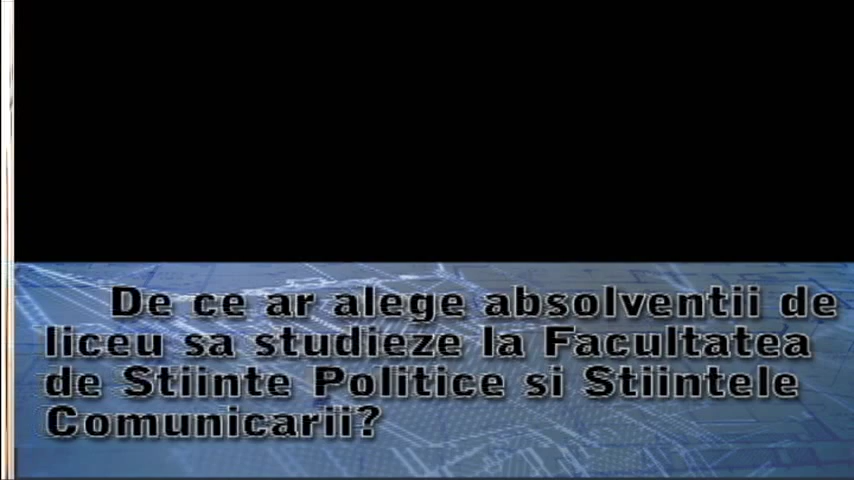 De ce ar alege absolventii de
liceu sa studieze la Facultatea
de Stiinte Politice si Stiintele
Comunicarii?